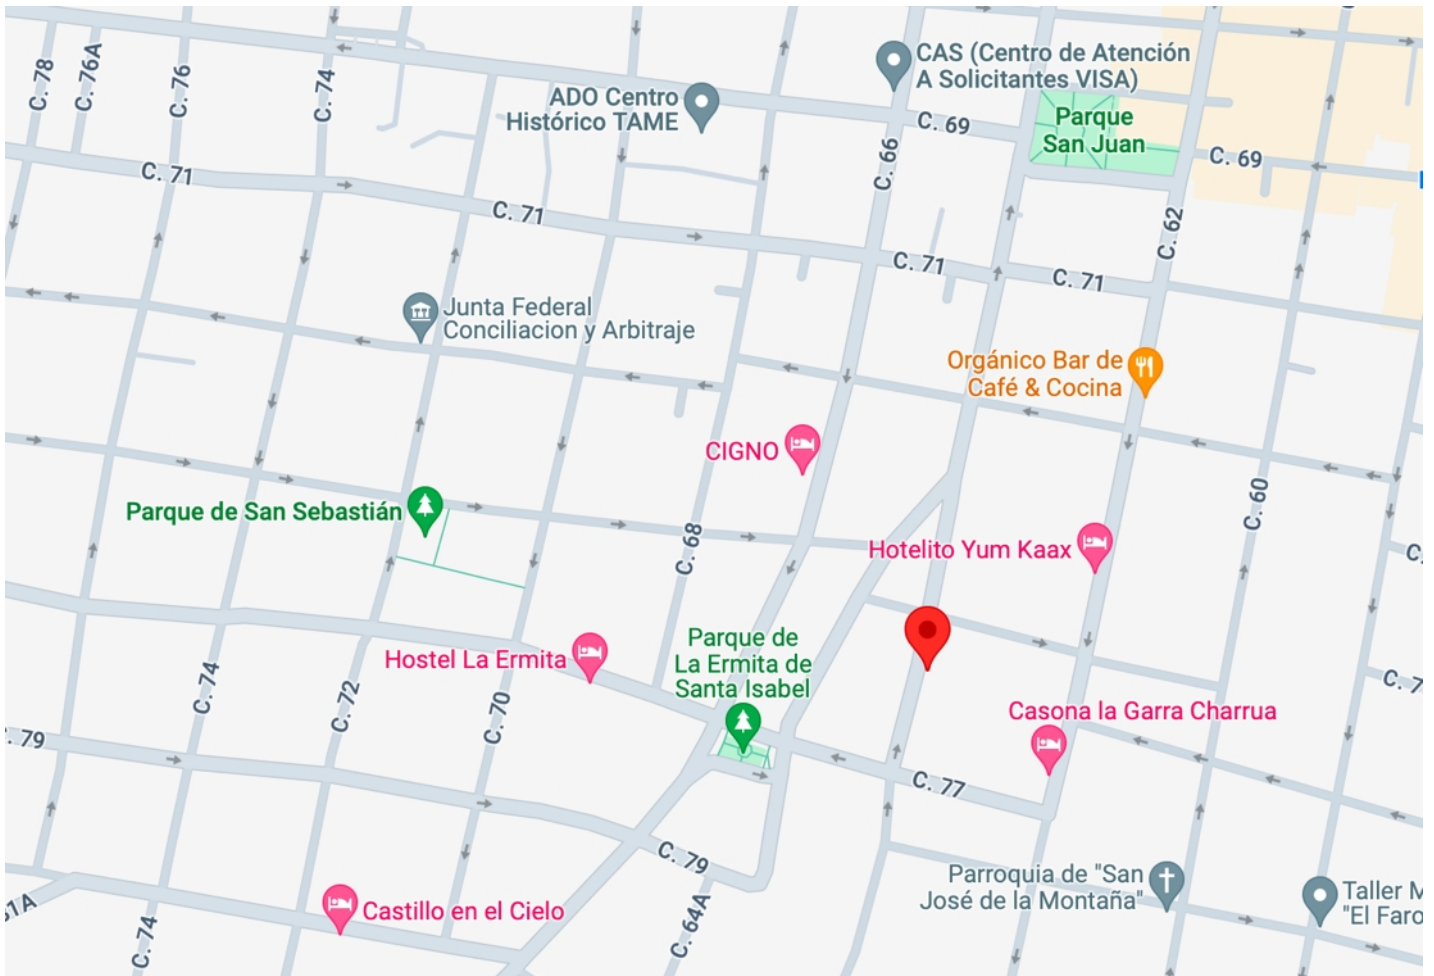 C. 78
C. 76A
C. 76
C. 74
ADO Centro
Histórico TAME
CAS (Centro de Atención
A Solicitantes VISA)
C. 69
Parque
San Juan
C. 69
C. 66
C. 71
C. 71
C. 62
C. 71
C. 71
Junta Federal
Conciliacion y Arbitraje
Orgánico Bar de
Café & Cocina
CIGNO
Parque de San Sebastián
C. 60
C. 68
Hotelito Yum Kaax
C.
Hostel La Ermita
Parque de
La Ermita de
Santa Isabel
C. 74
C. 72
C. 70
C. 7
Casona la Garra Charrua
. 79
C. 77
C. 79
Parroquia de "San
José de la Montaña"
Taller M
"El Faro
Castillo en el Cielo
C. 64A
C. 74